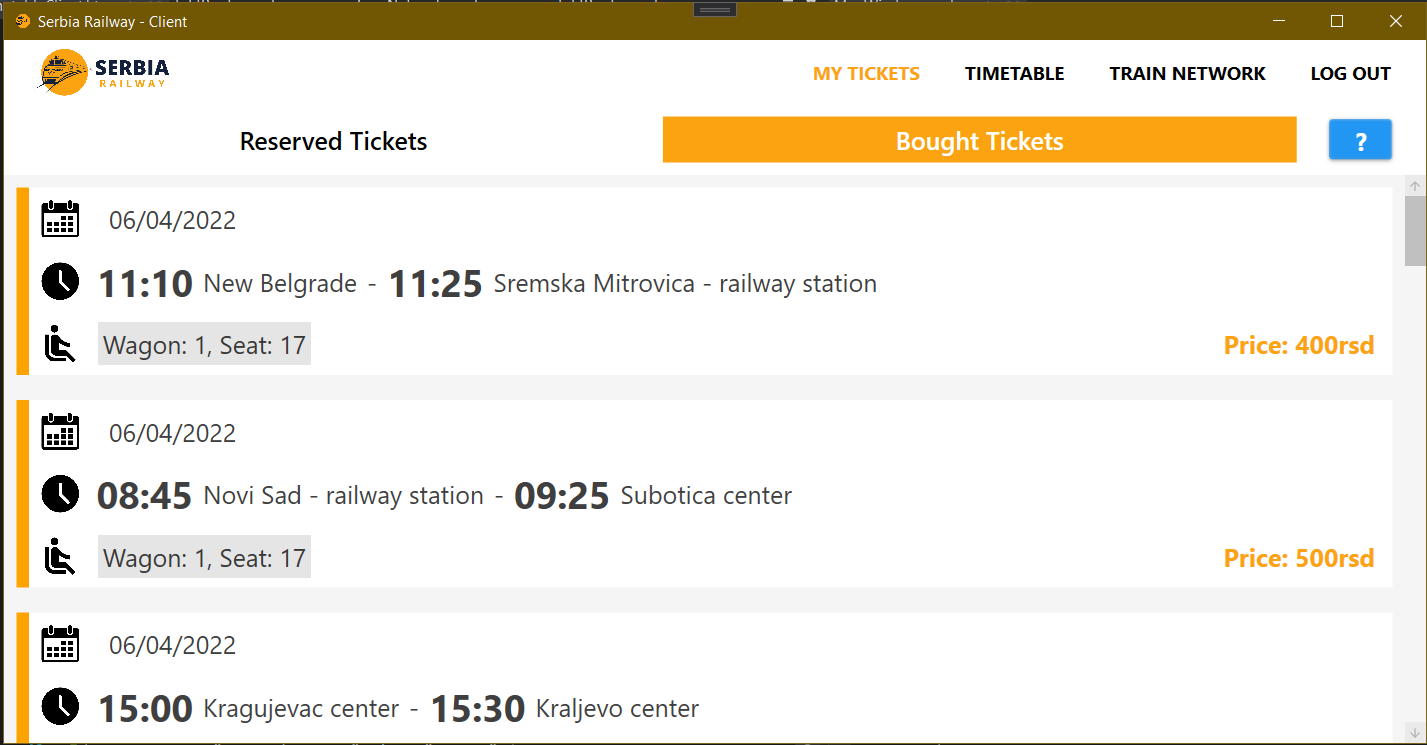 Serbia Railway - Client
SERBIA
RAILWAY
MY TICKETS TIMETABLE TRAIN NETWORK LOG OUT
Reserved Tickets Bought Tickets ?
06/04/2022
11:10 New Belgrade - 11:25 Sremska Mitrovica - railway station
Wagon: 1, Seat: 17 Price: 400rsd
06/04/2022
08:45 Novi Sad - railway station - 09:25 Subotica center
Wagon: 1, Seat: 17 Price: 500rsd
06/04/2022
15:00 Kragujevac center - 15:30 Kraljevo center